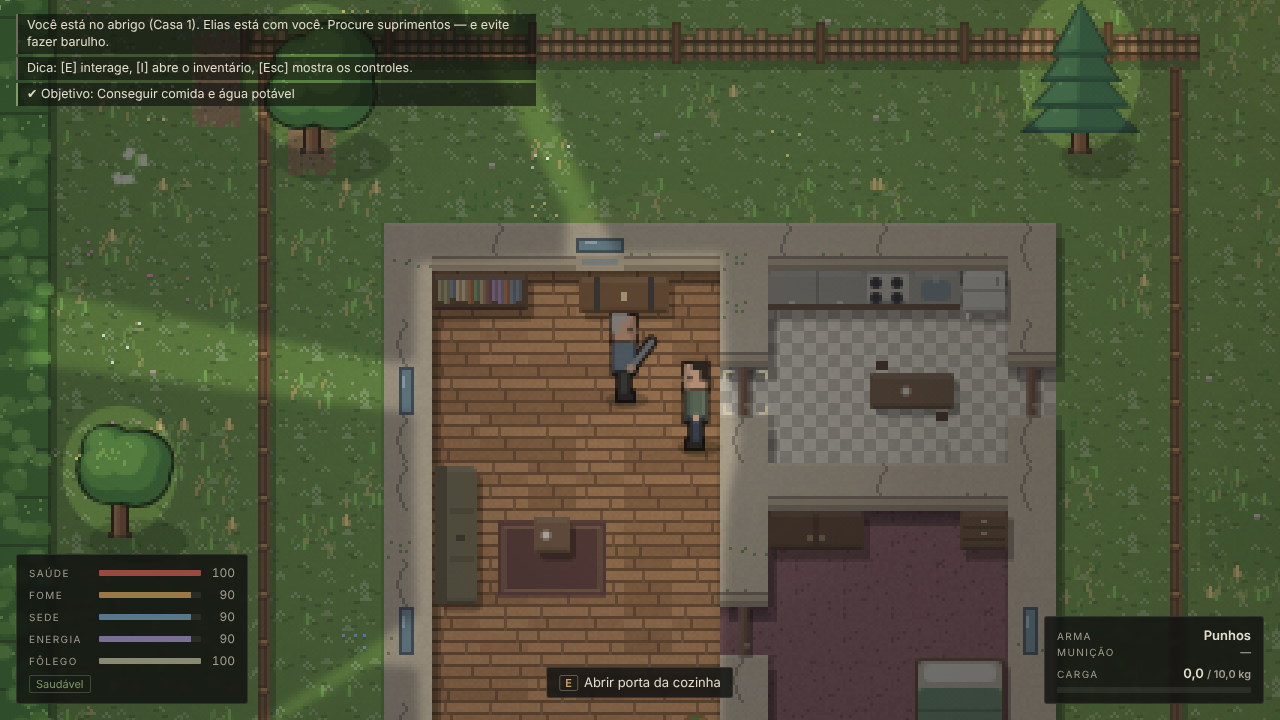 Você está no abrigo (Casa 1). Elias está com você. Procure suprimentos — e evite
fazer barulho.
Dica: [E] interage, [I] abre o inventário, [Esc] mostra os controles.
✔ Objetivo: Conseguir comida e água potável
SAÚDE 100
FOME 90
SEDE 90
ENERGIA 90
FÔLEGO 100
Saudável
E Abrir porta da cozinha
ARMA Punhos
MUNIÇÃO —
CARGA 0,0 / 10,0 kg